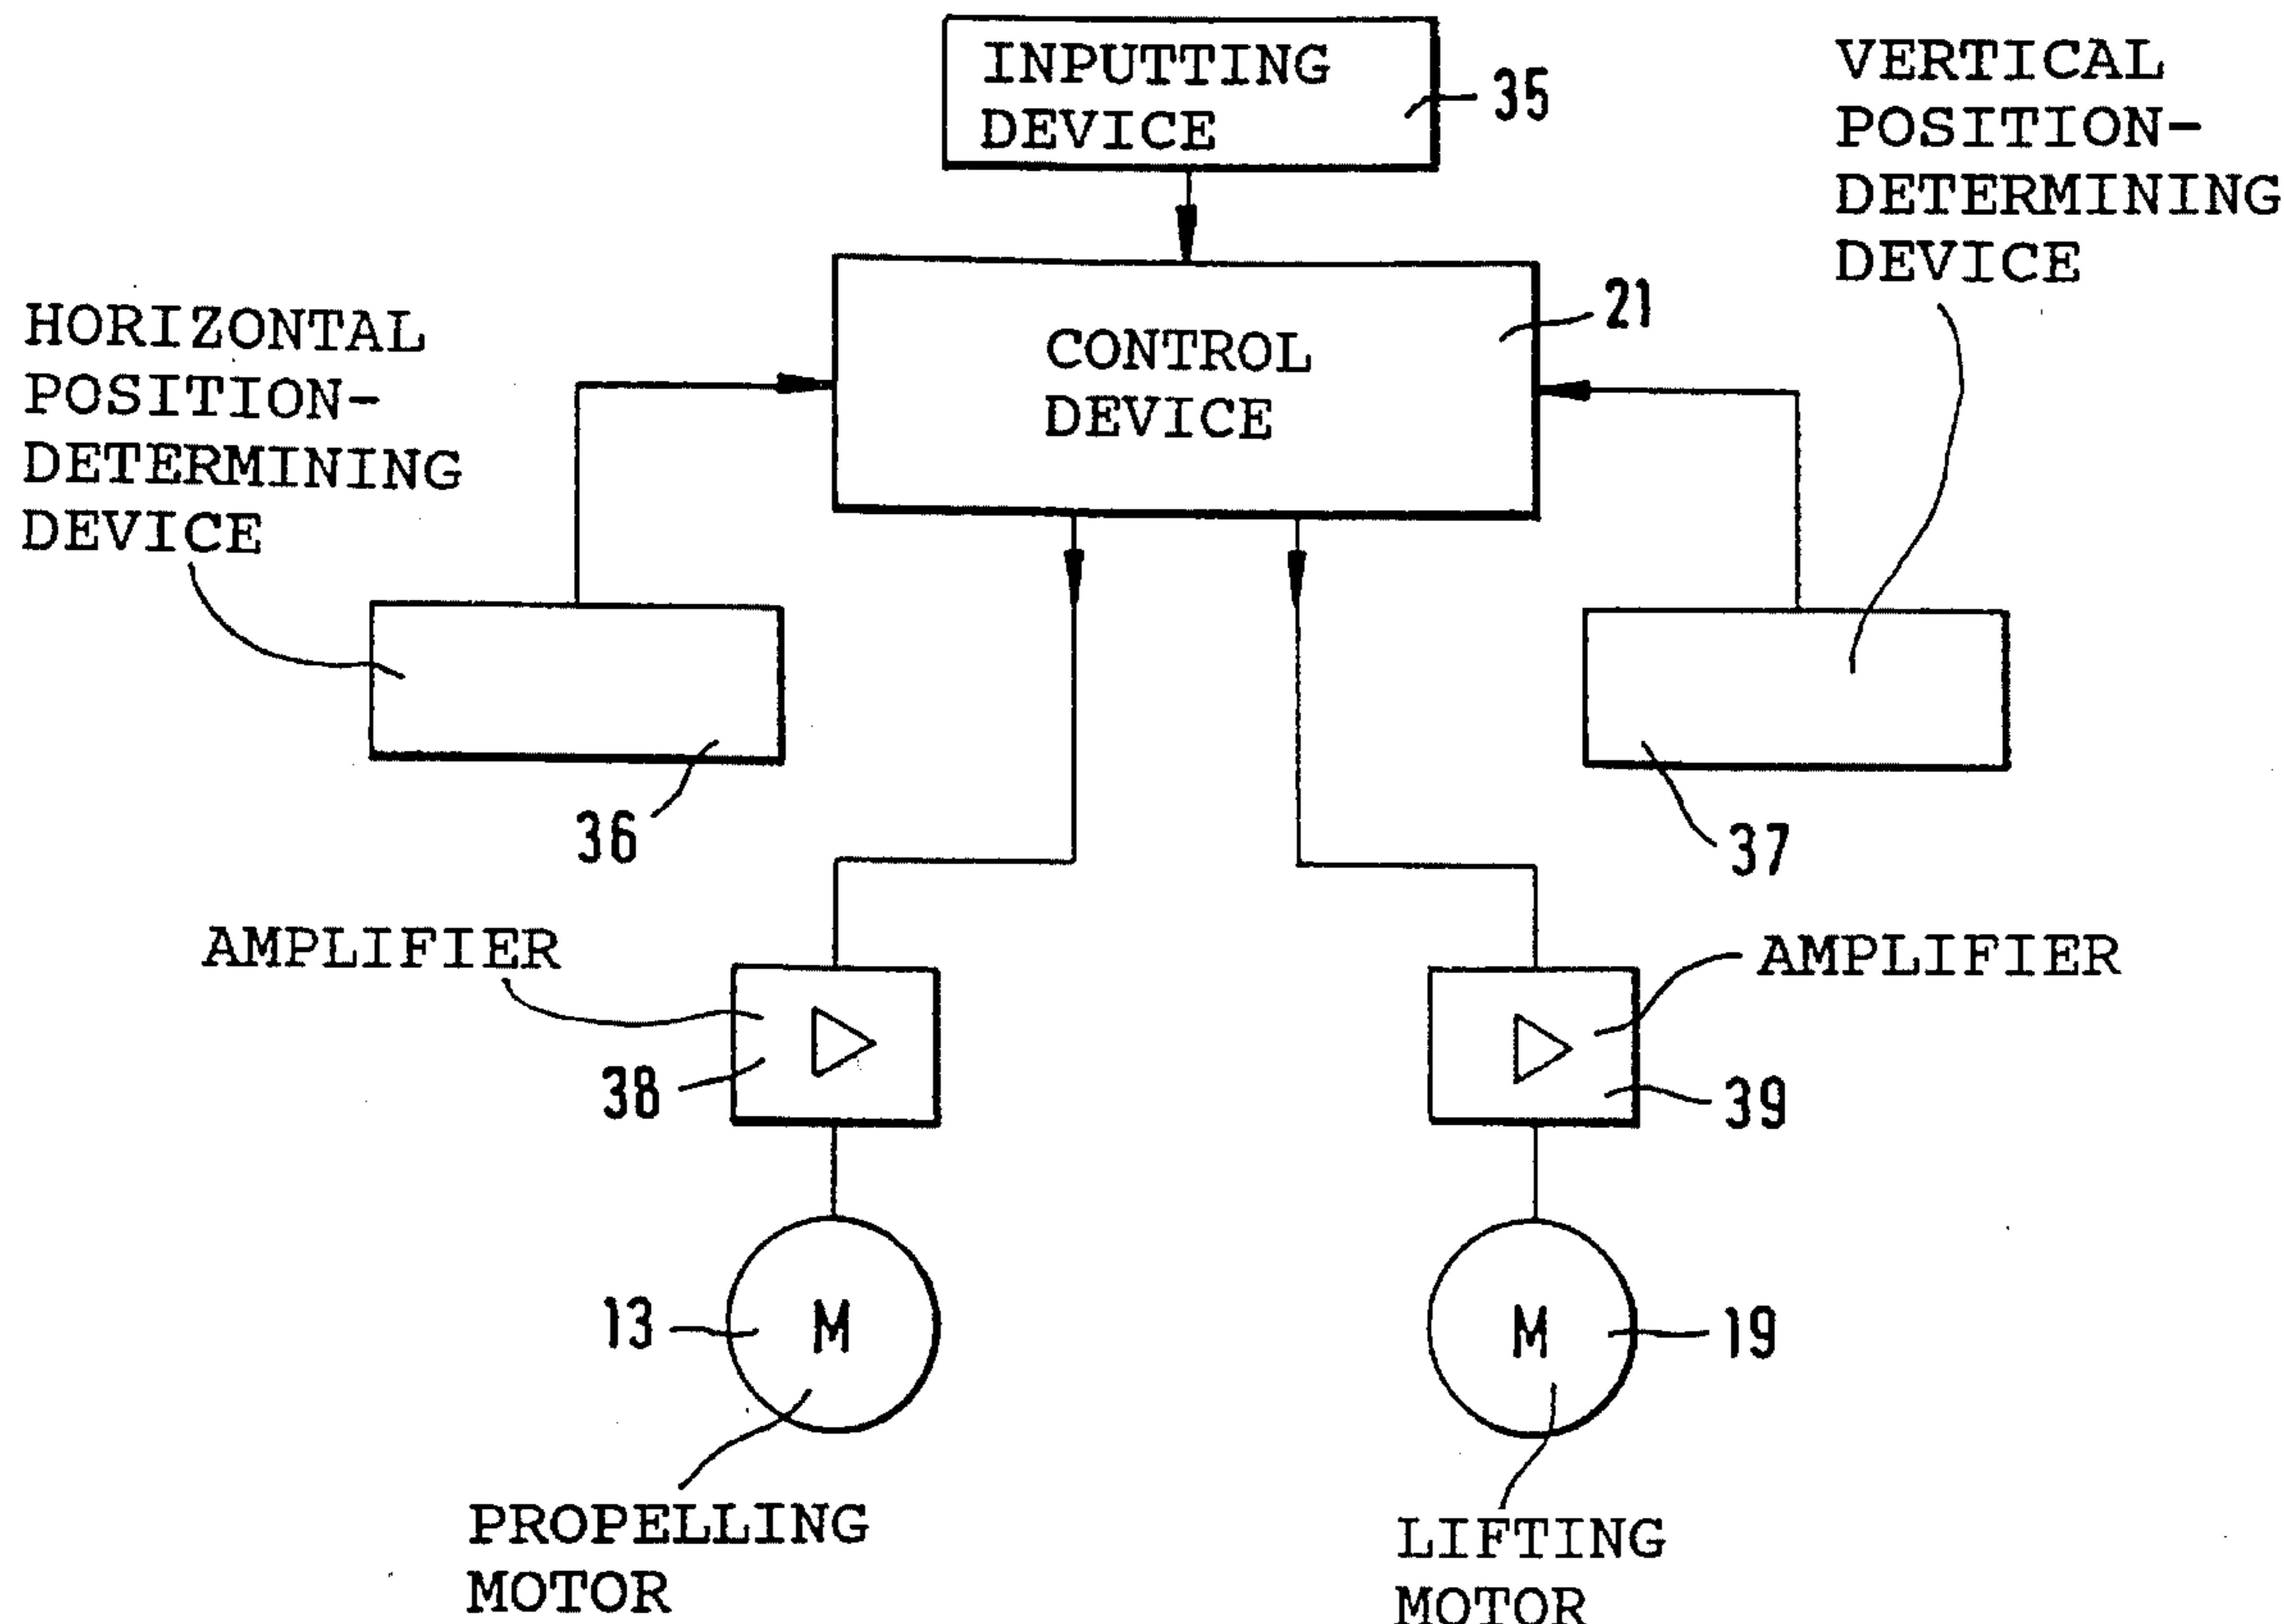 INPUTTING
DEVICE
35
VERTICAL
POSITION-
DETERMINING
DEVICE
21
CONTROL
DEVICE
HORIZONTAL
POSITION-
DETERMINING
DEVICE
36
37
AMPLIFIER
AMPLIFIER
38
39
13
M
M
19
PROPELLING
MOTOR
LIFTING
MOTOR